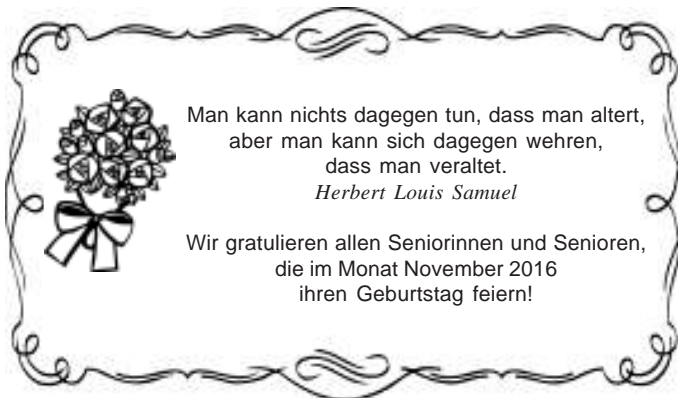 Man kann nichts dagegen tun, dass man altert,
aber man kann sich dagegen wehren,
dass man veraltet.
Herbert Louis Samuel
Wir gratulieren allen Seniorinnen und Senioren,
die im Monat November 2016
ihren Geburtstag feiern!